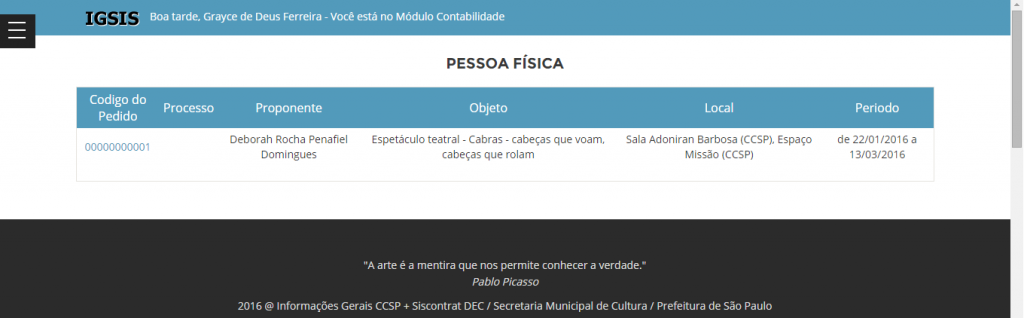 IGSIS Boa tarde, Grayce de Deus Ferreira - Você está no Módulo Contabilidade
PESSOA FÍSICA
Codigo do Pedido Processo Proponente Objeto Local Periodo
00000000001 Deborah Rocha Penafiel Domingues Espetáculo teatral - Cabras - cabeças que voam, cabeças que rolam Sala Adoniran Barbosa (CCSP), Espaço Missão (CCSP) de 22/01/2016 a 13/03/2016
"A arte é a mentira que nos permite conhecer a verdade."
Pablo Picasso
2016 @ Informações Gerais CCSP + Siscontrat DEC / Secretaria Municipal de Cultura / Prefeitura de São Paulo